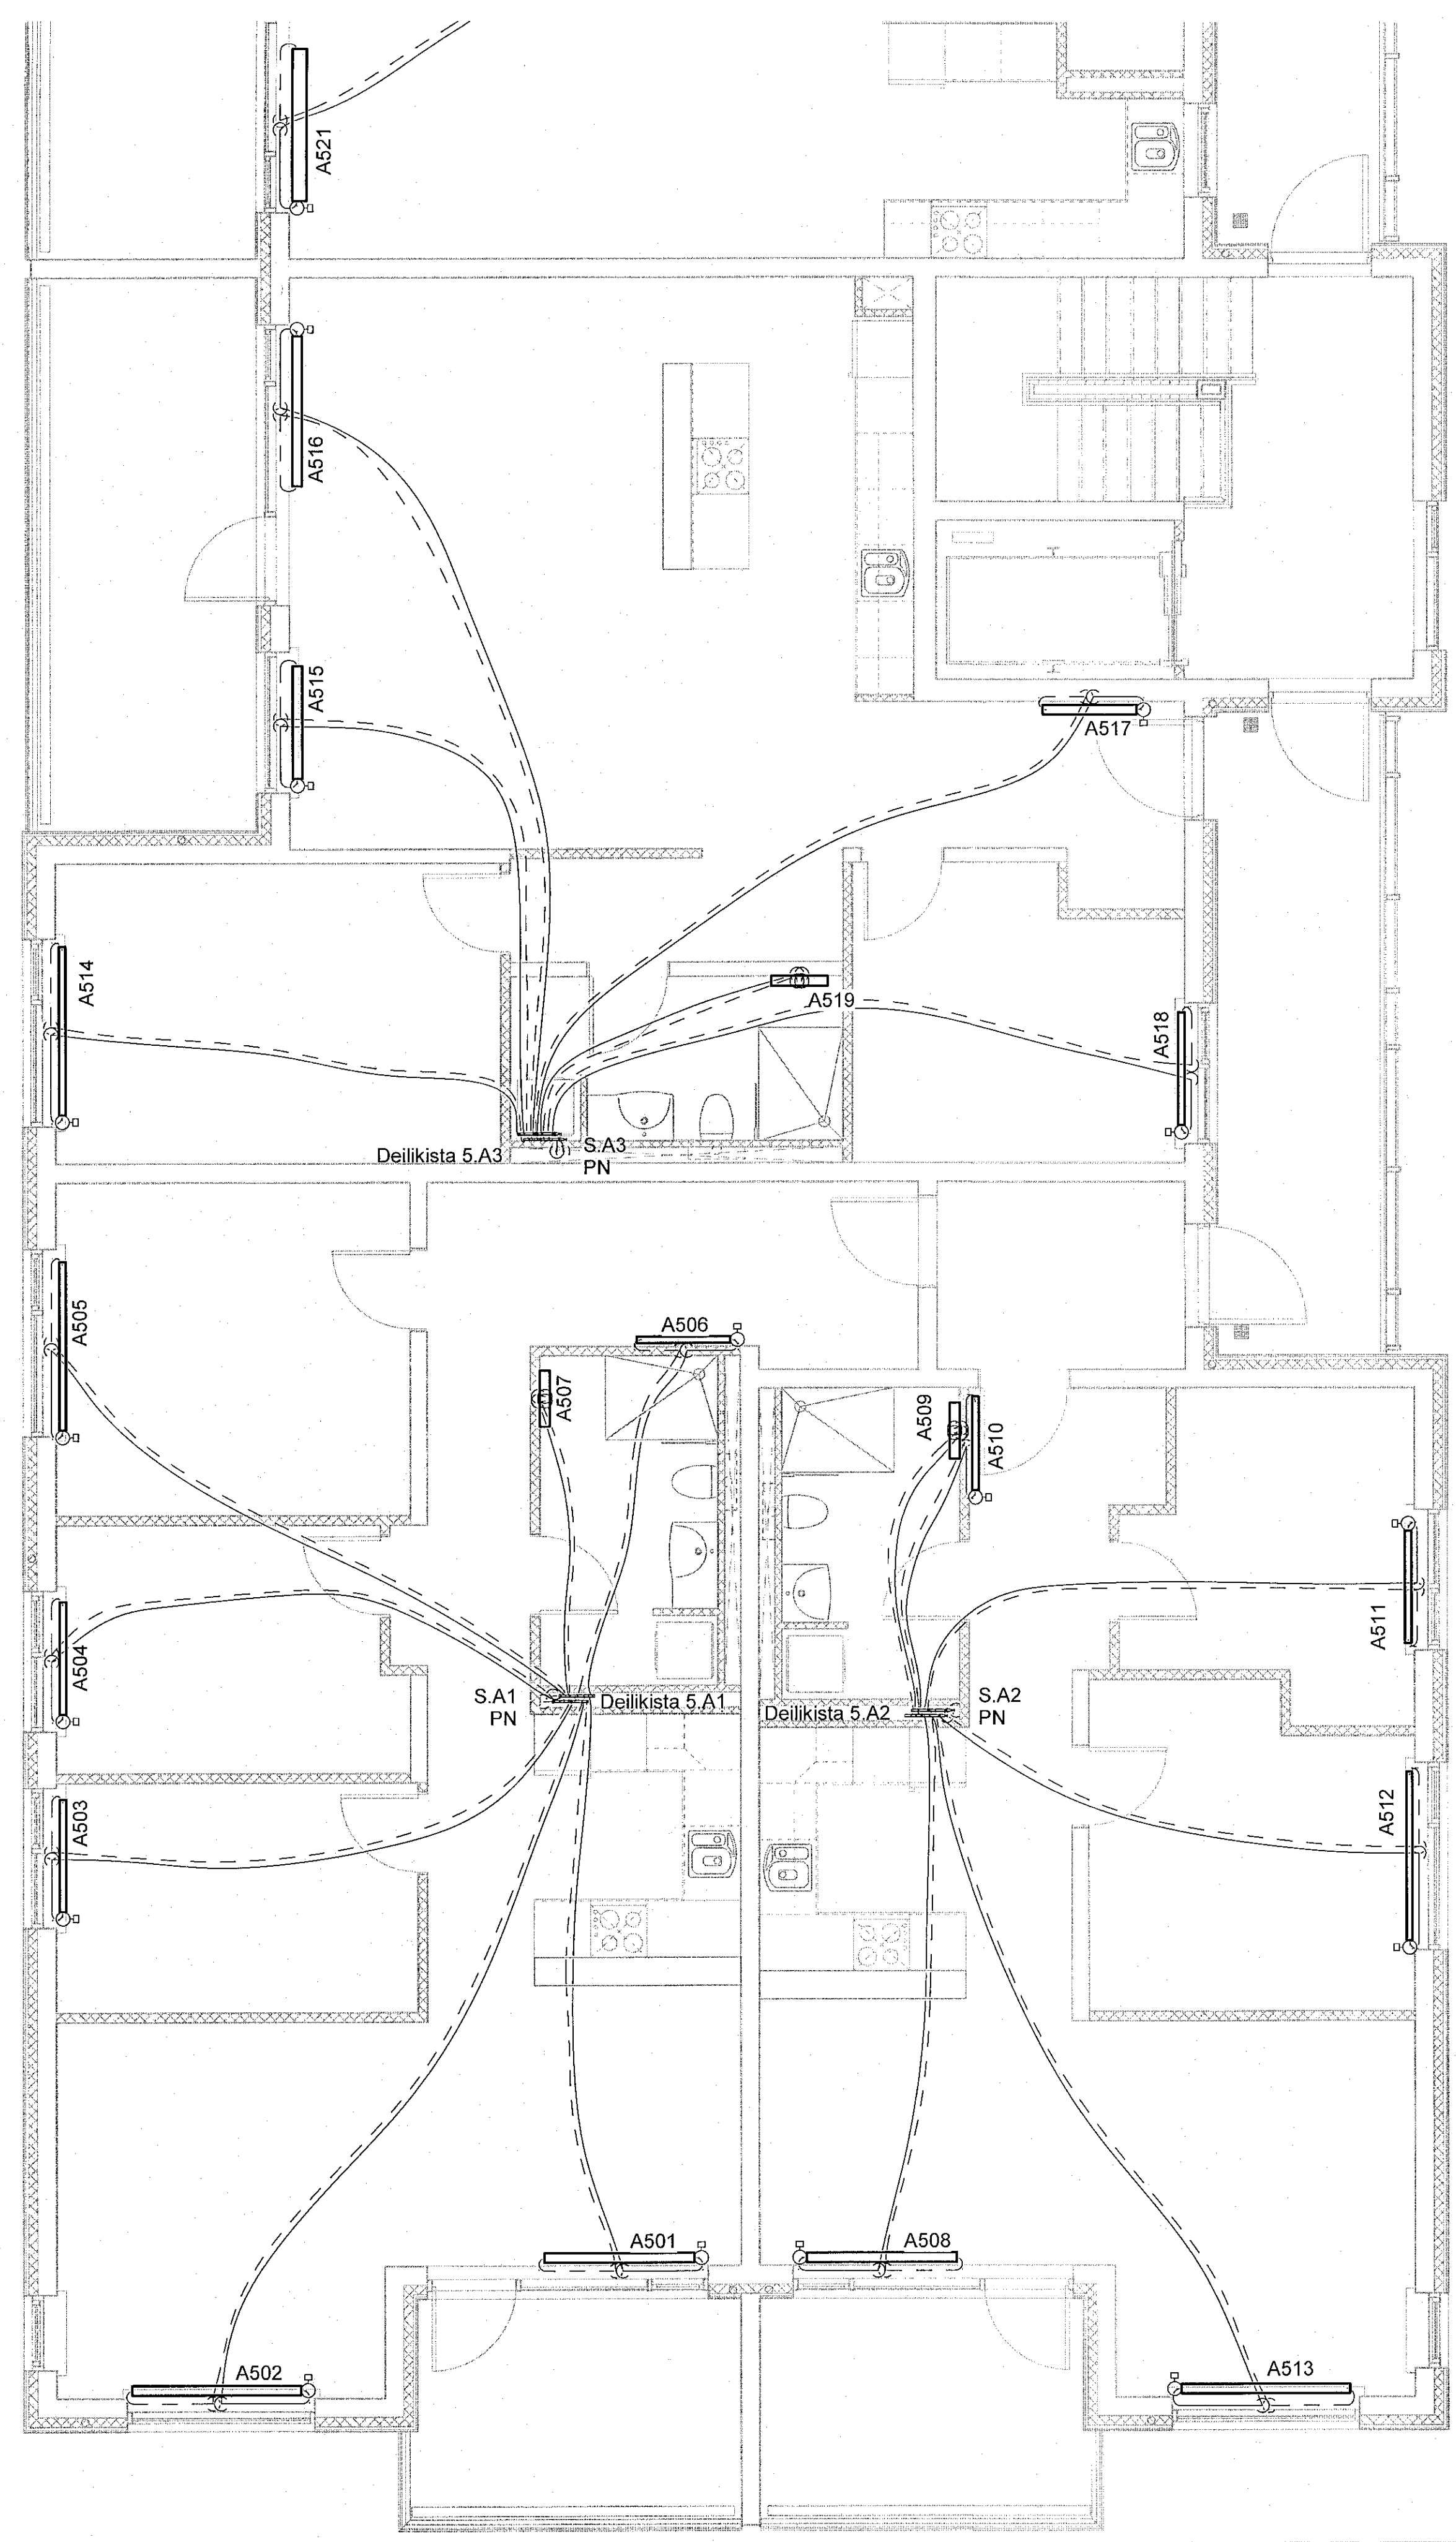 A521
A516
A515
A517
A514
A519
A518
Deilikista 5.A3
S.A3
PN
A505
A506
A507
A509
A510
A511
A504
S.A1
PN
Deilikista 5.A1
Deilikista 5.A2
S.A2
PN
A503
A512
A501
A508
A502
A513